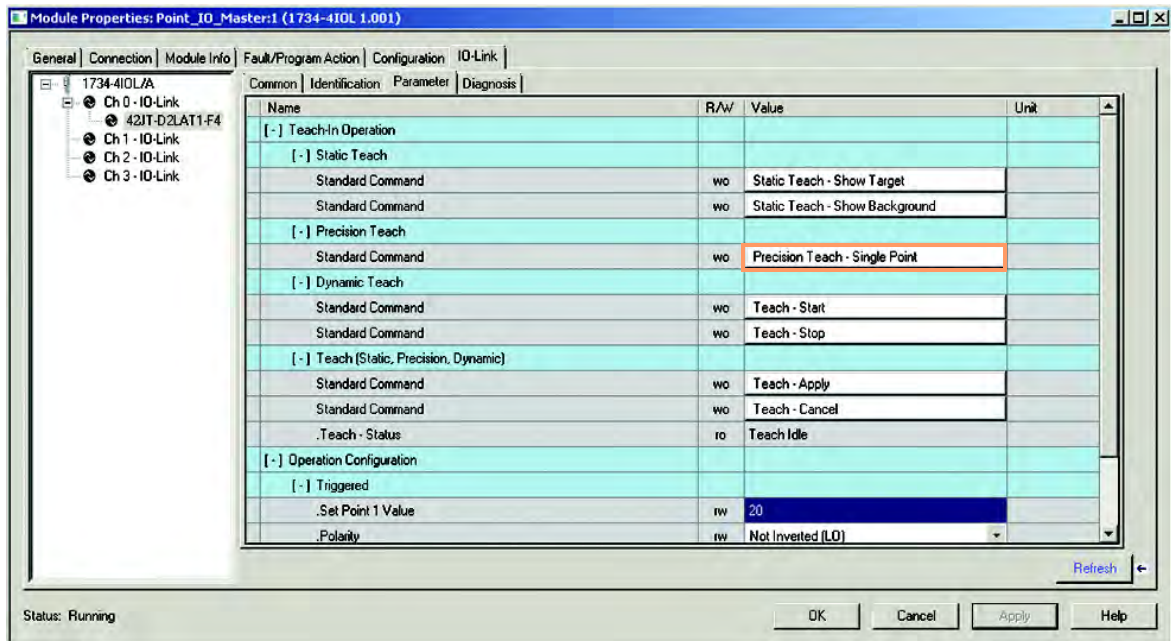 Module Properties: Point_IO_Master:1 (1734-4IOL 1.001)
General Connection Module Info Fault/Program Action Configuration IO-Link
1734-4IOL/A
Ch 0 - IO-Link
42JT-D2LAT1-F4
Ch 1 - IO-Link
Ch 2 - IO-Link
Ch 3 - IO-Link
Common Identification Parameter Diagnosis
Name R/W Value Unit
[-] Teach-In Operation
[-] Static Teach
Standard Command wo Static Teach - Show Target
Standard Command wo Static Teach - Show Background
[-] Precision Teach
Standard Command wo Precision Teach - Single Point
[-] Dynamic Teach
Standard Command wo Teach - Start
Standard Command wo Teach - Stop
[-] Teach (Static, Precision, Dynamic)
Standard Command wo Teach - Apply
Standard Command wo Teach - Cancel
.Teach - Status ro Teach Idle
[-] Operation Configuration
[-] Triggered
.Set Point 1 Value rw 20
.Polarity rw Not Inverted (LO)
Refresh
Status: Running
OK Cancel Apply Help